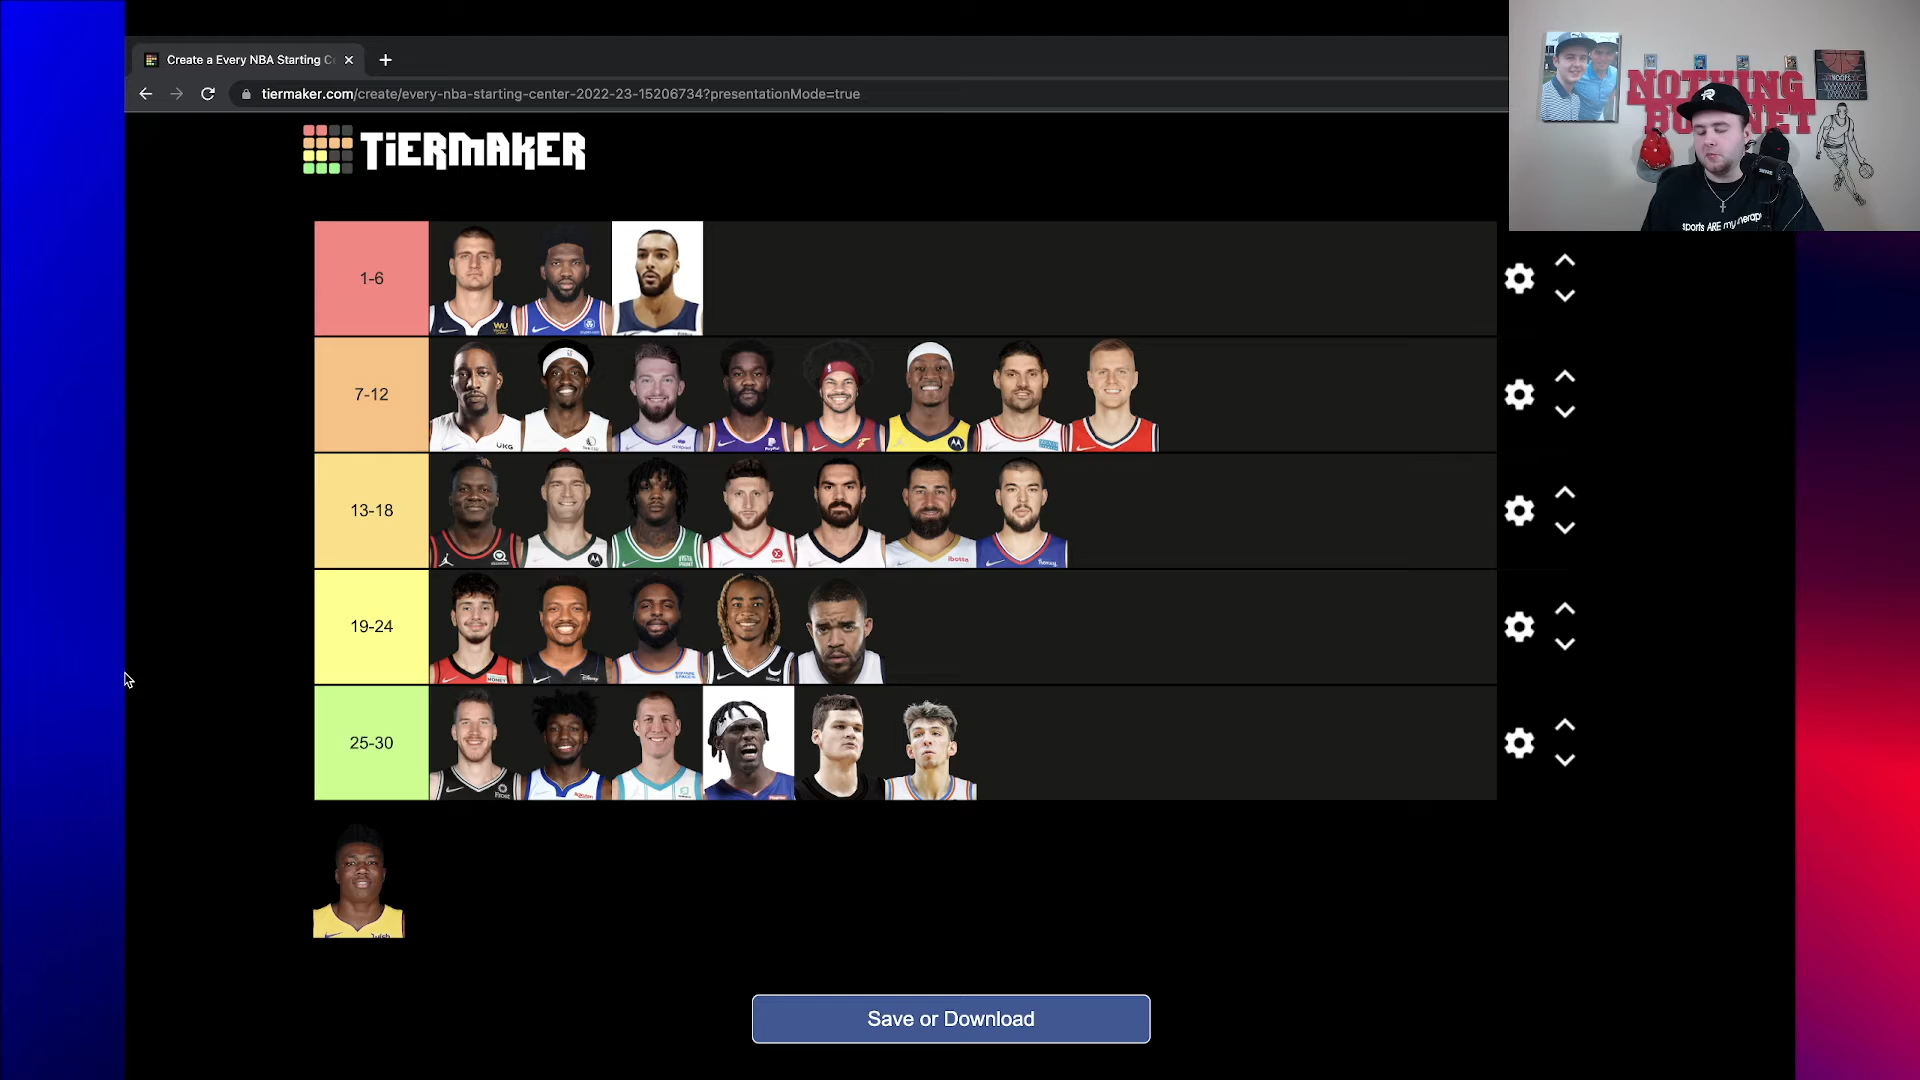 Create a Every NBA Starting C
tiermaker.com/create/every-nba-starting-center-2022-23-15206734?presentationMode=true
NOTHING
BU NET
sports ARE my therapy
TiERMAKER
1-6
7-12
13-18
19-24
25-30
Save or Download